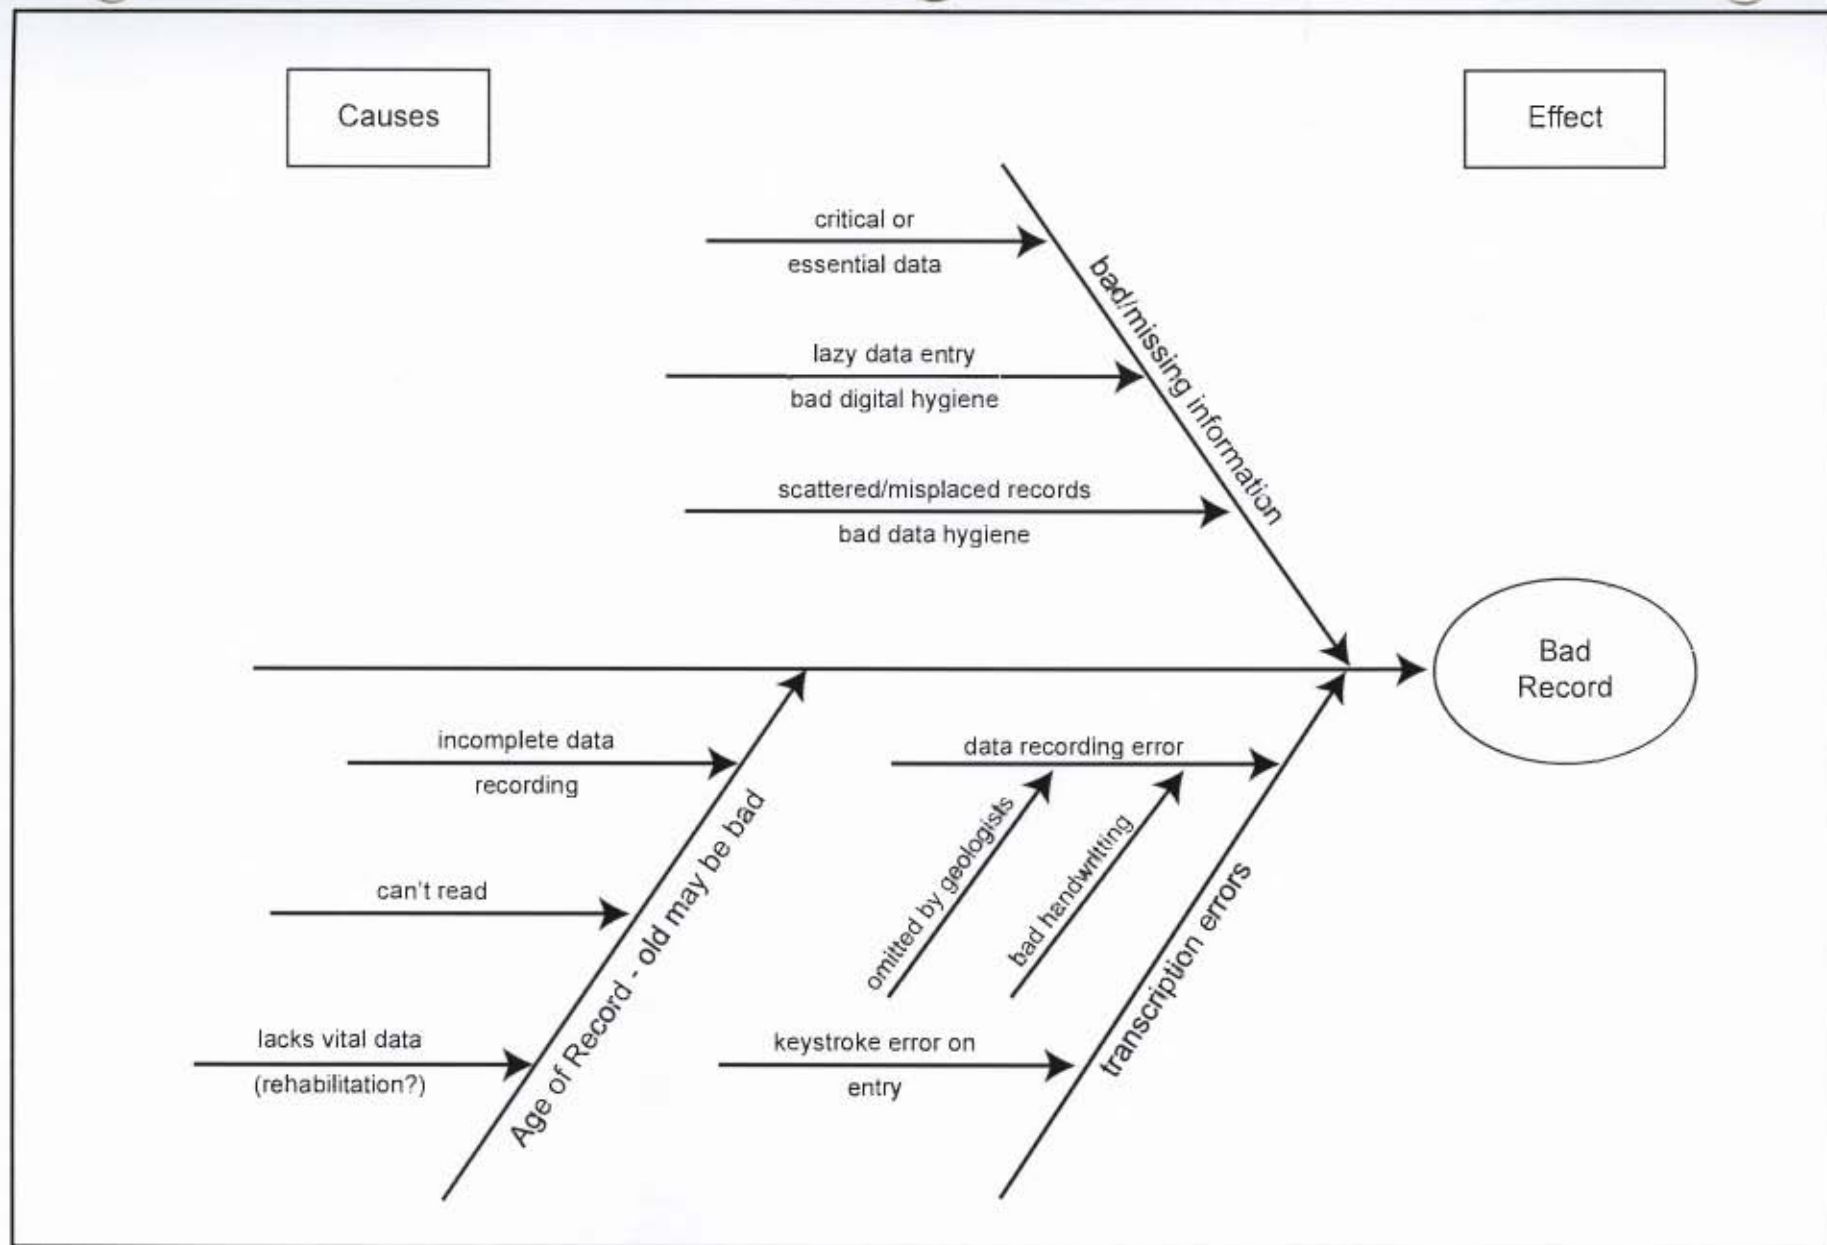 Causes
Effect
critical or
essential data
lazy data entry
bad digital hygiene
scattered/misplaced records
bad data hygiene
bad/missing information
Bad
Record
incomplete data
recording
can't read
lacks vital data
(rehabilitation?)
Age of Record - old may be bad
data recording error
omitted by geologists
bad handwritting
keystroke error on
entry
transcription errors